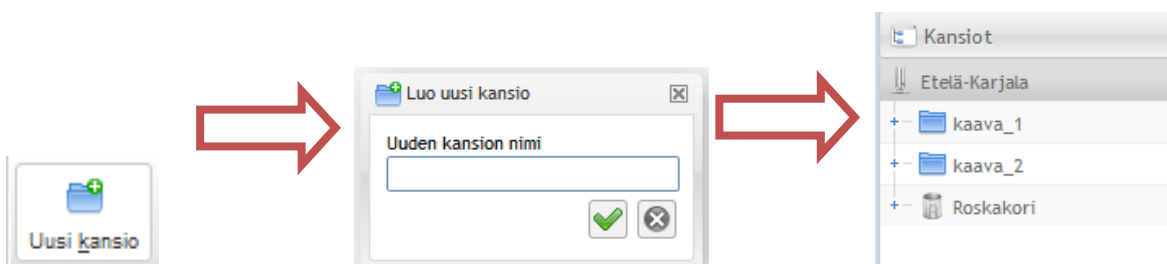 Uusi kansio
Luo uusi kansio
Uuden kansion nimi
Kansiot
Etelä-Karjala
kaava_1
kaava_2
Roskakori